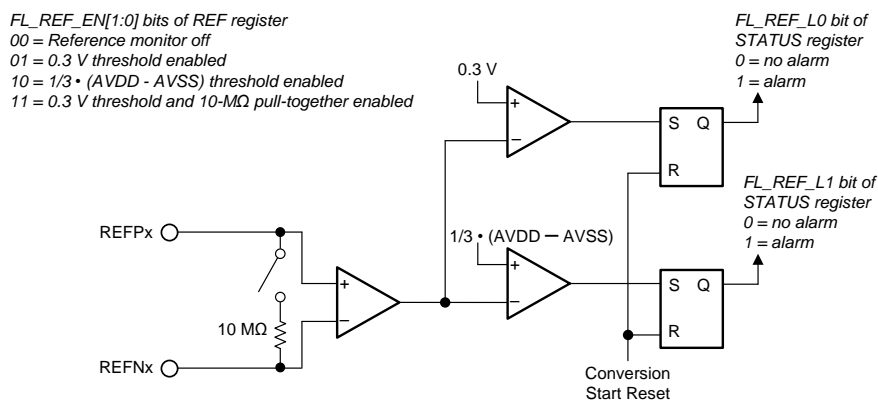 FL_REF_EN[1:0] bits of REF register
00 = Reference monitor off
01 = 0.3 V threshold enabled
10 = 1/3 • (AVDD - AVSS) threshold enabled
11 = 0.3 V threshold and 10-MΩ pull-together enabled
FL_REF_L0 bit of
STATUS register
0 = no alarm
1 = alarm
0.3 V
+
−
S Q
R
FL_REF_L1 bit of
STATUS register
0 = no alarm
1 = alarm
REFPx
1/3 • (AVDD − AVSS)
+
−
S Q
R
+
−
10 MΩ
REFNx
Conversion
Start Reset